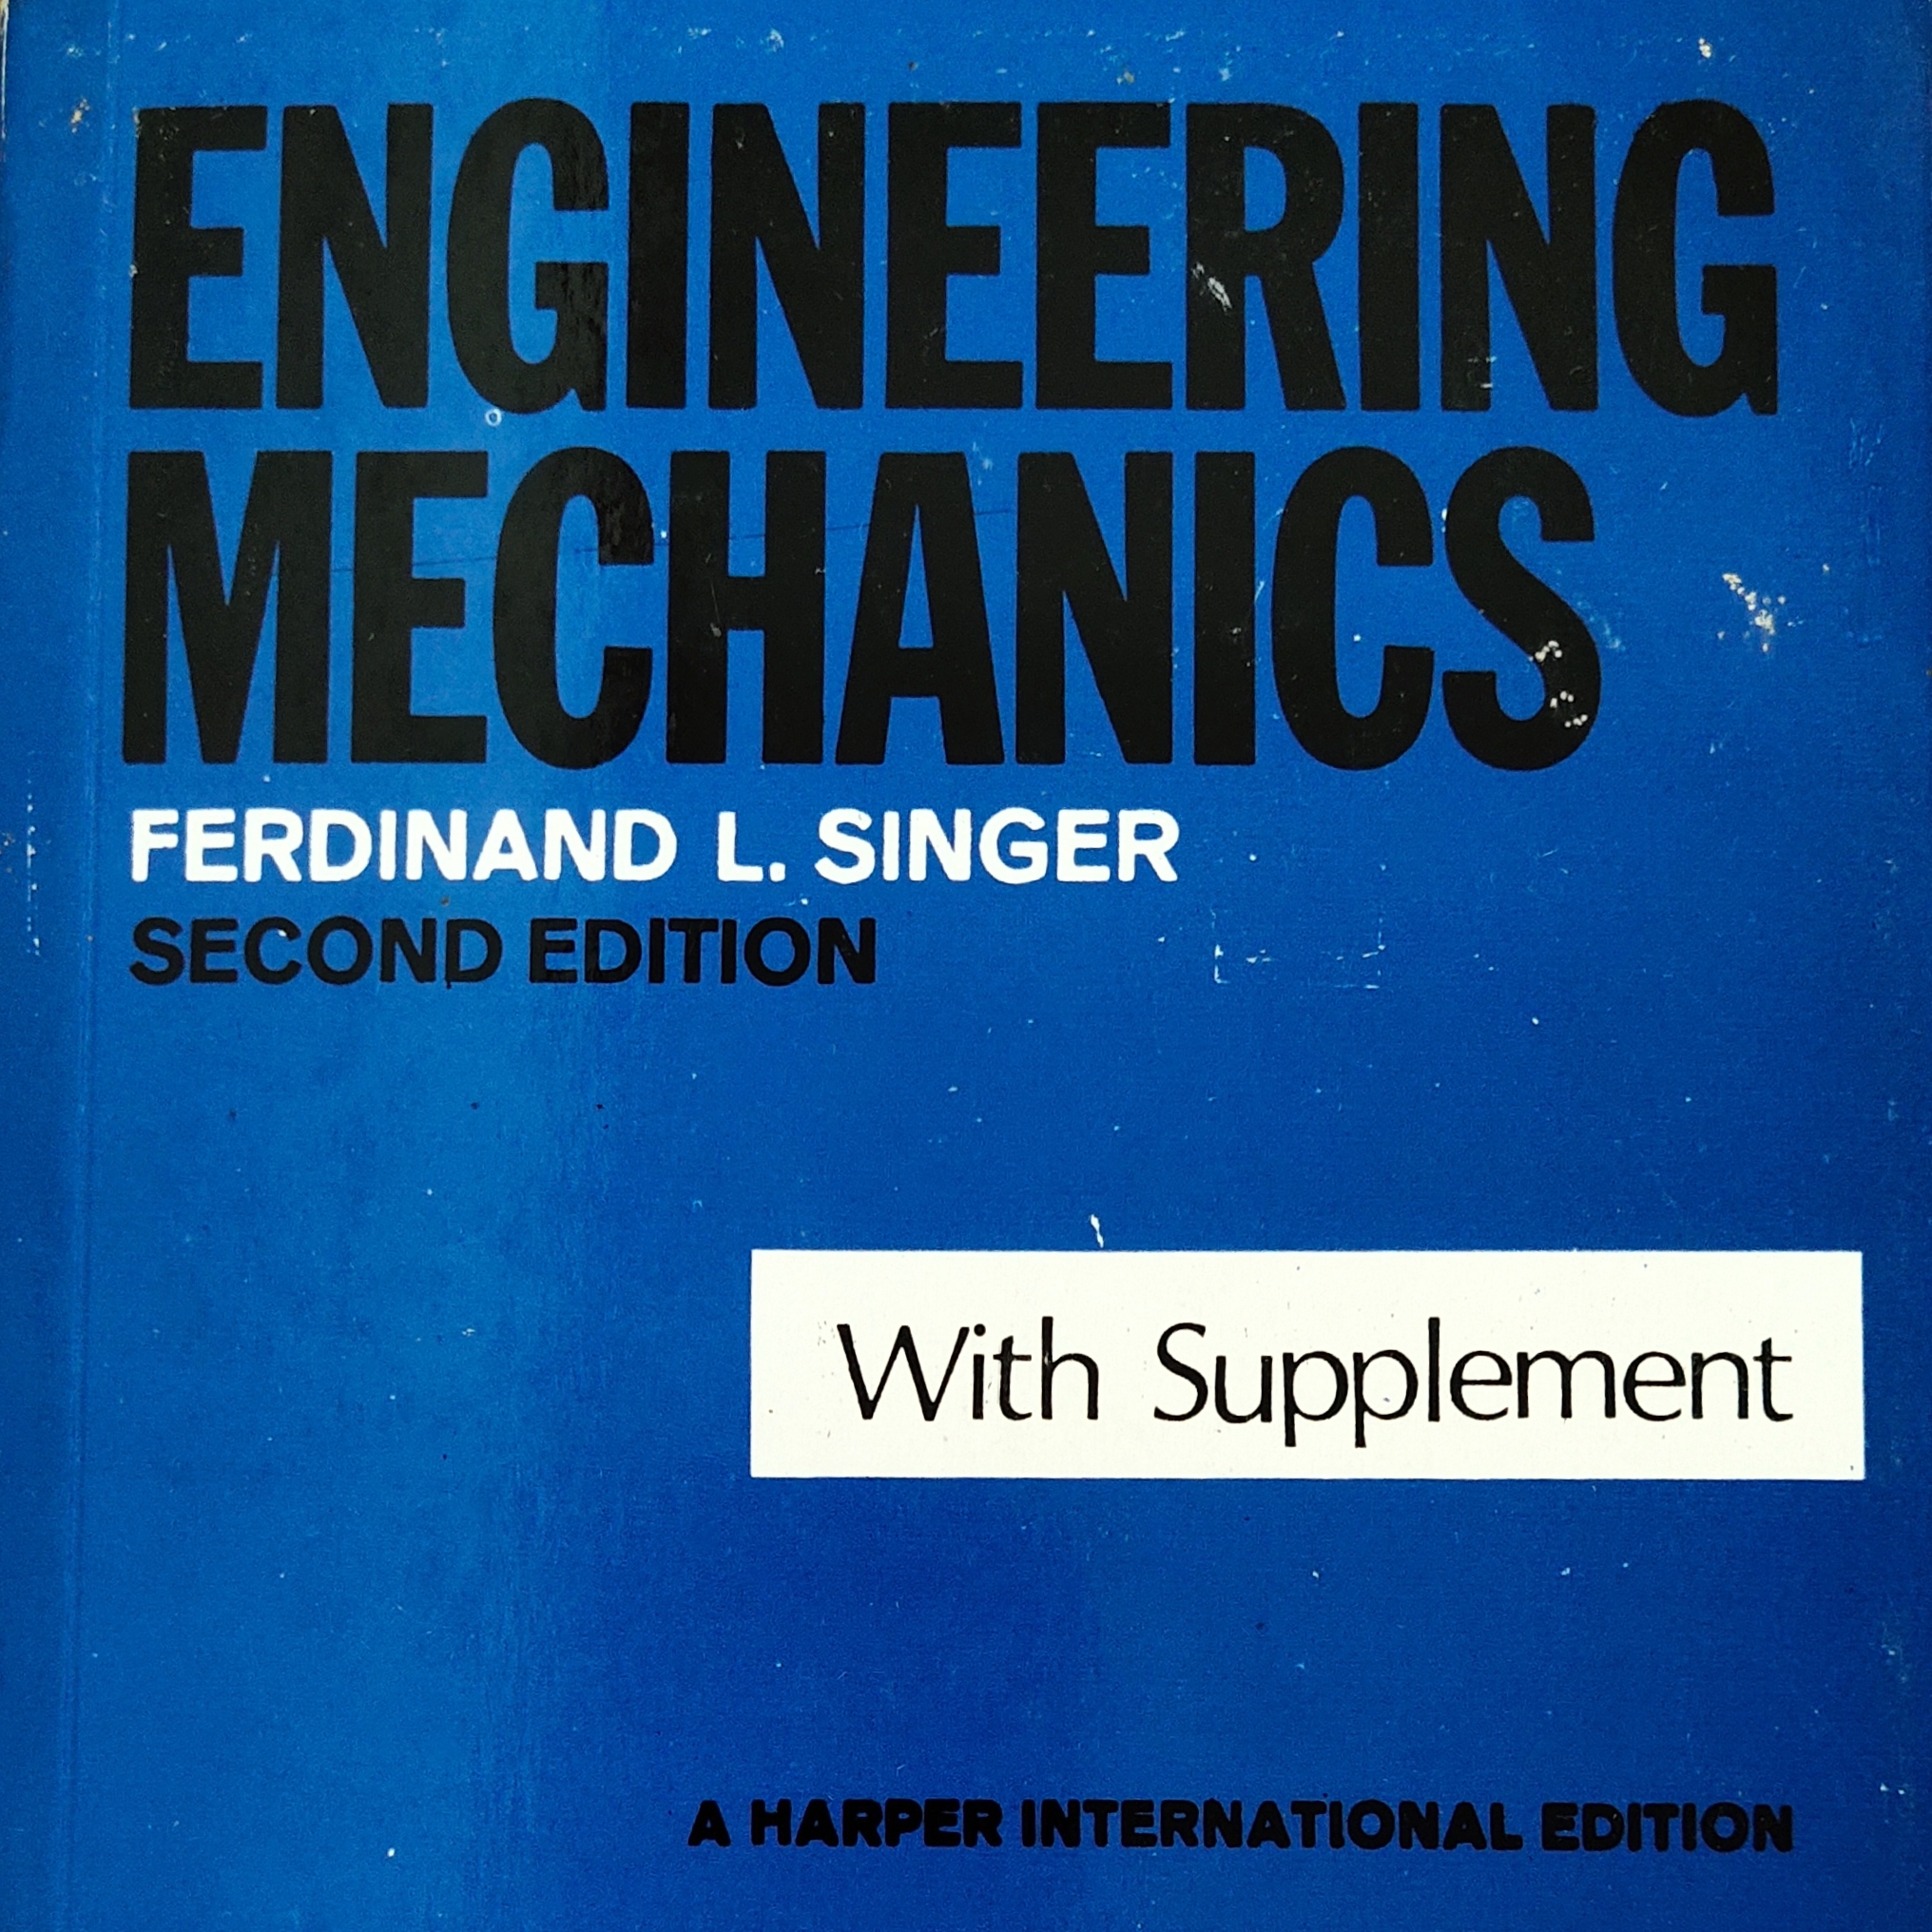 ENGINEERING
MECHANICS
FERDINAND L. SINGER
SECOND EDITION
With Supplement
A HARPER INTERNATIONAL EDITION